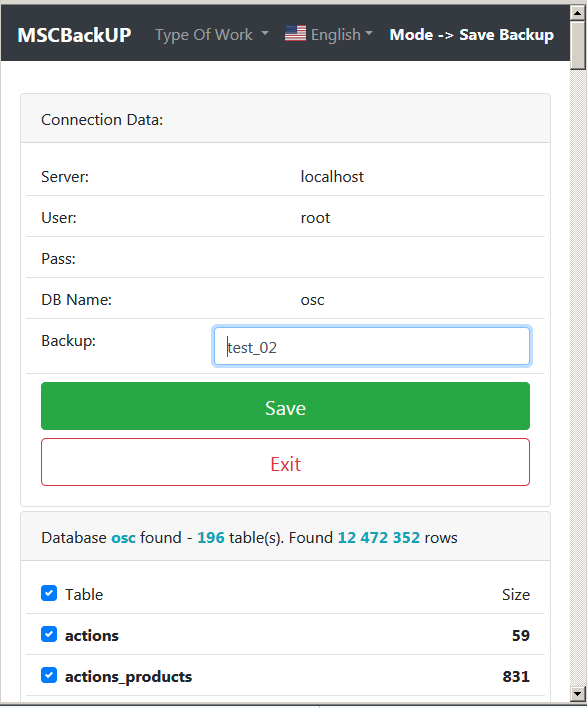 MSCBackUP Type Of Work English Mode -> Save Backup
Connection Data:
Server: localhost
User: root
Pass:
DB Name: osc
Backup: test_02
Save
Exit
Database osc found - 196 table(s). Found 12 472 352 rows
Table Size
actions 59
actions_products 831